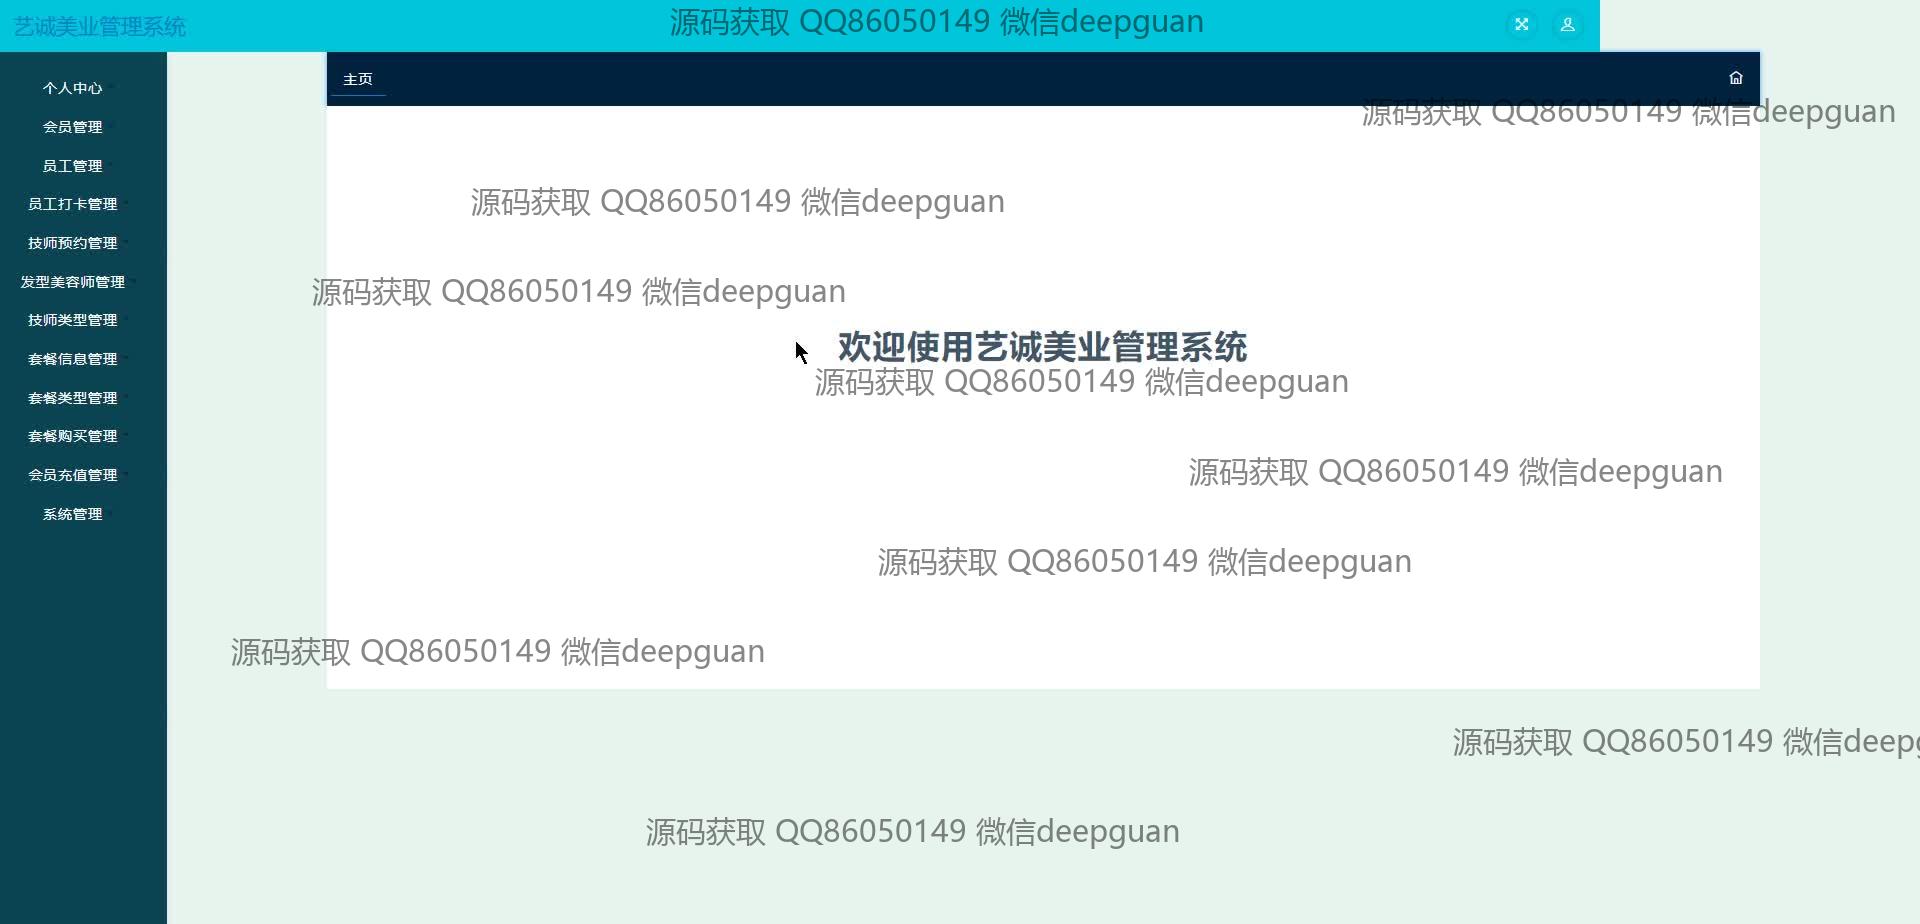 艺诚美业管理系统
源码获取 QQ86050149 微信deepguan
主页
个人中心
会员管理
员工管理
员工打卡管理
技师预约管理
发型美容师管理
技师类型管理
套餐信息管理
套餐类型管理
套餐购买管理
会员充值管理
系统管理
源码获取 QQ86050149 微信deepguan
源码获取 QQ86050149 微信deepguan
源码获取 QQ86050149 微信deepguan
欢迎使用艺诚美业管理系统
源码获取 QQ86050149 微信deepguan
源码获取 QQ86050149 微信deepguan
源码获取 QQ86050149 微信deepguan
源码获取 QQ86050149 微信deepguan
源码获取 QQ86050149 微信deep
源码获取 QQ86050149 微信deepguan